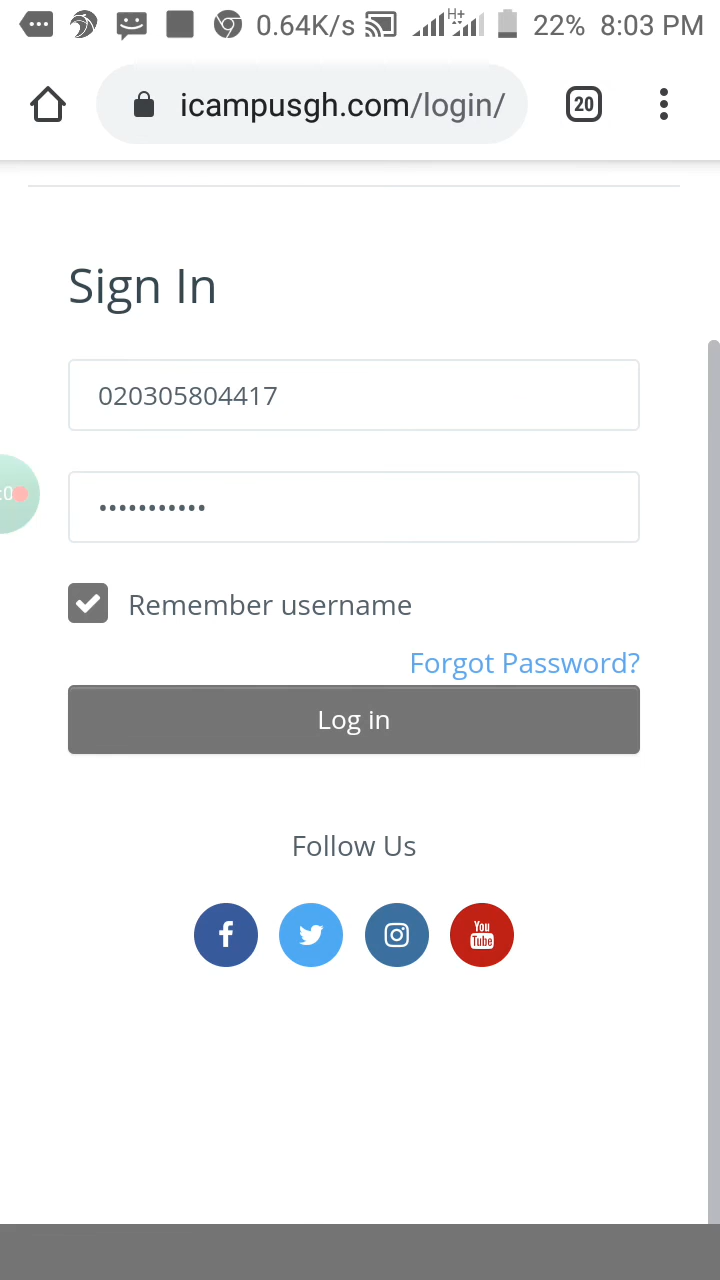 0.64K/s H+ 22% 8:03 PM
icampusgh.com/login/ 20
Sign In
020305804417
•••••••••••
Remember username
Forgot Password?
Log in
Follow Us
You
Tube